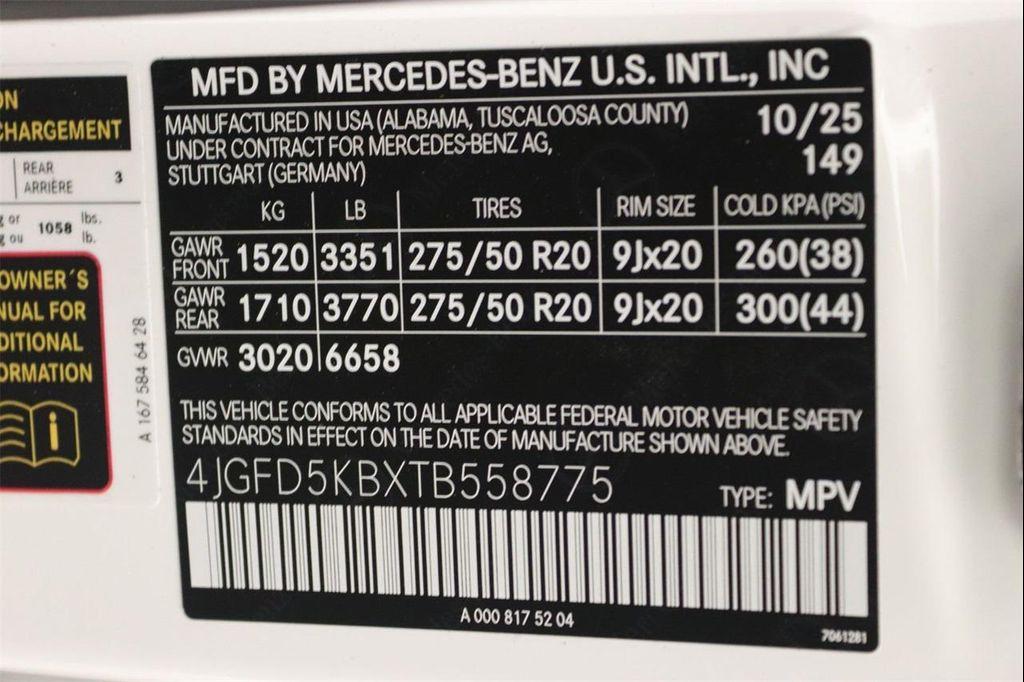 ON
CHARGEMENT
REAR
ARRIÈRE 3
g or 1058 lbs.
g ou lb.
OWNER´S
NUAL FOR
DITIONAL
ORMATION
i
A 167 584 64 28
MFD BY MERCEDES-BENZ U.S. INTL., INC
MANUFACTURED IN USA (ALABAMA, TUSCALOOSA COUNTY) 10/25
UNDER CONTRACT FOR MERCEDES-BENZ AG, 149
STUTTGART (GERMANY)
KG LB TIRES RIM SIZE COLD KPA (PSI)
GAWR FRONT 1520 3351 275/50 R20 9Jx20 260(38)
GAWR REAR 1710 3770 275/50 R20 9Jx20 300(44)
GVWR 3020 6658
THIS VEHICLE CONFORMS TO ALL APPLICABLE FEDERAL MOTOR VEHICLE SAFETY
STANDARDS IN EFFECT ON THE DATE OF MANUFACTURE SHOWN ABOVE.
4JGFD5KBXTB558775 TYPE: MPV
A 000 817 52 04
7061281